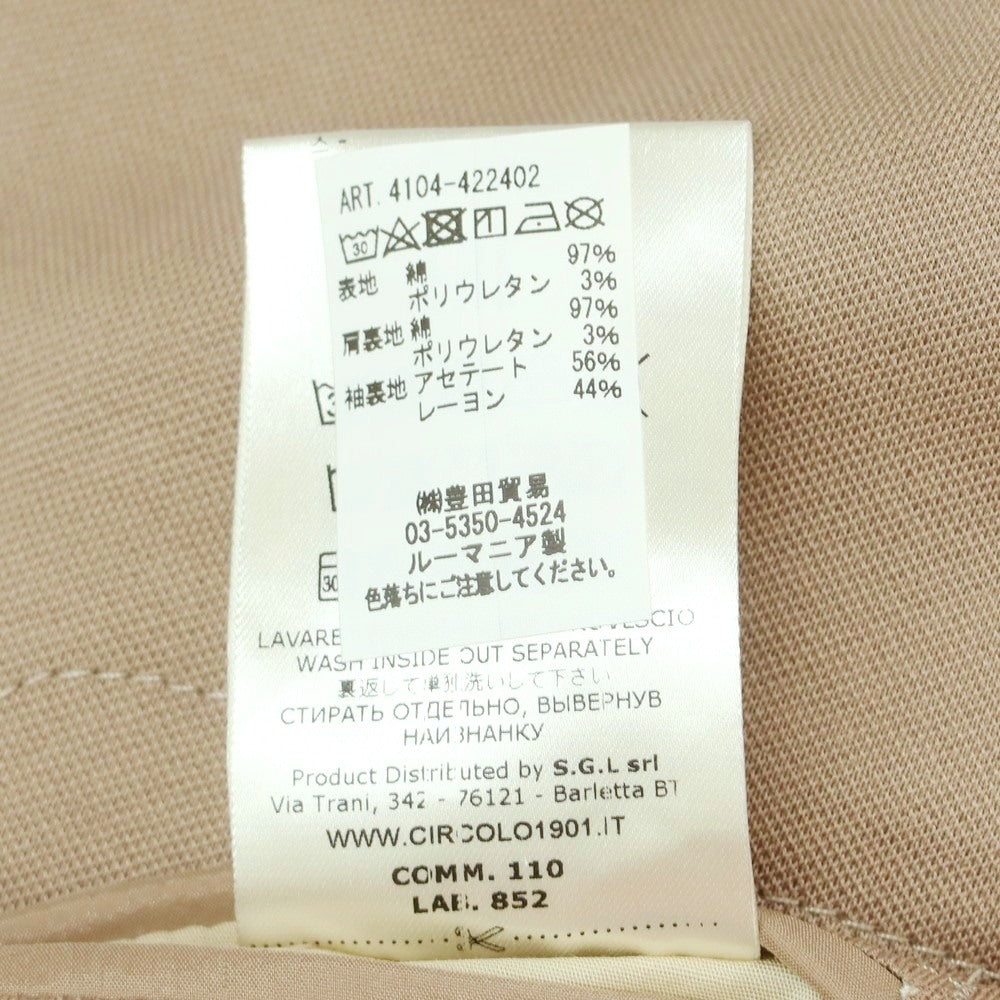 ART. 4104-422402
30
表地 綿 97%
ポリウレタン 3%
肩裏地 綿 97%
ポリウレタン 3%
袖裏地 アセテート 56%
レーヨン 44%
㈱豊田貿易
03-5350-4524
ルーマニア製
色落ちにご注意してください。
30
LAVARE
WASH INSIDE OUT SEPARATELY
裏返して単独洗いして下さい
СТИРАТЬ ОТДЕЛЬНО, ВЫВЕРНУВ
НАИЗНАНКУ
Product Distributed by S.G.L srl
Via Trani, 342 - 76121 - Barletta BT
WWW.CIRCOLO1901.IT
COMM. 110
LAB. 852